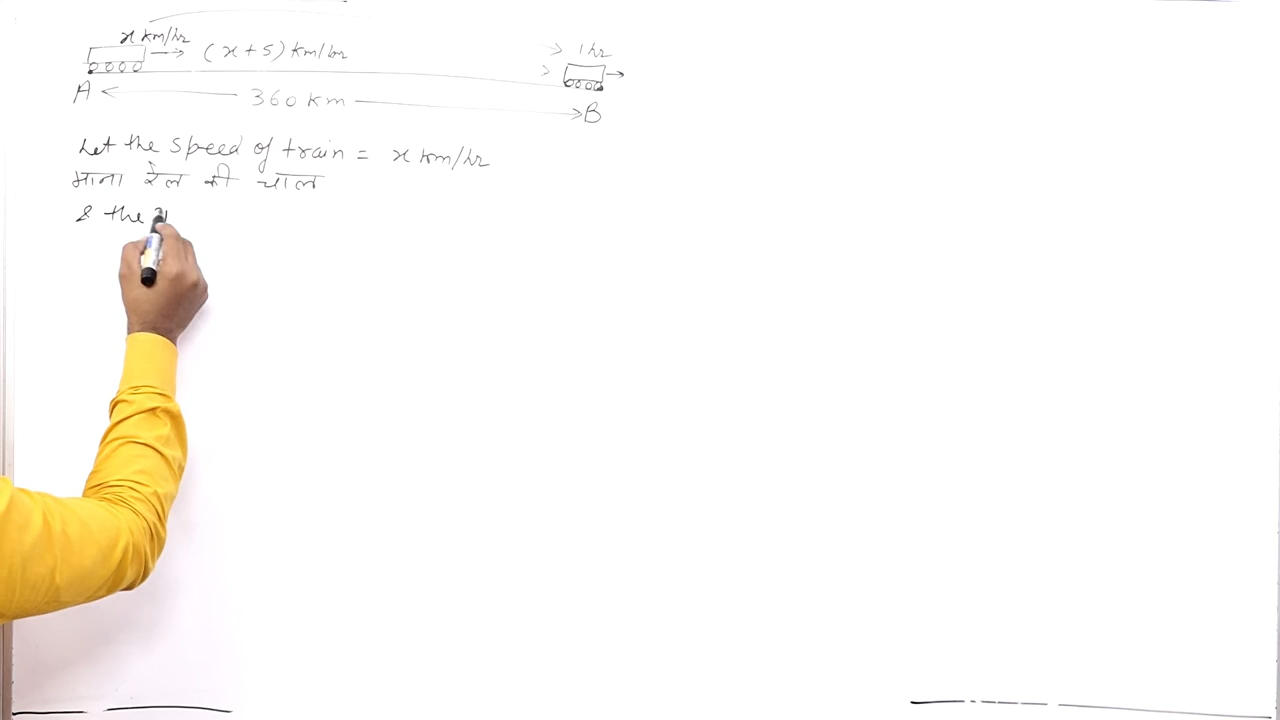 x km/hr
(x+5) km/hr
1 hr
A
360 km
B
Let the speed of train = x km/hr
माना रेल की चाल
& the